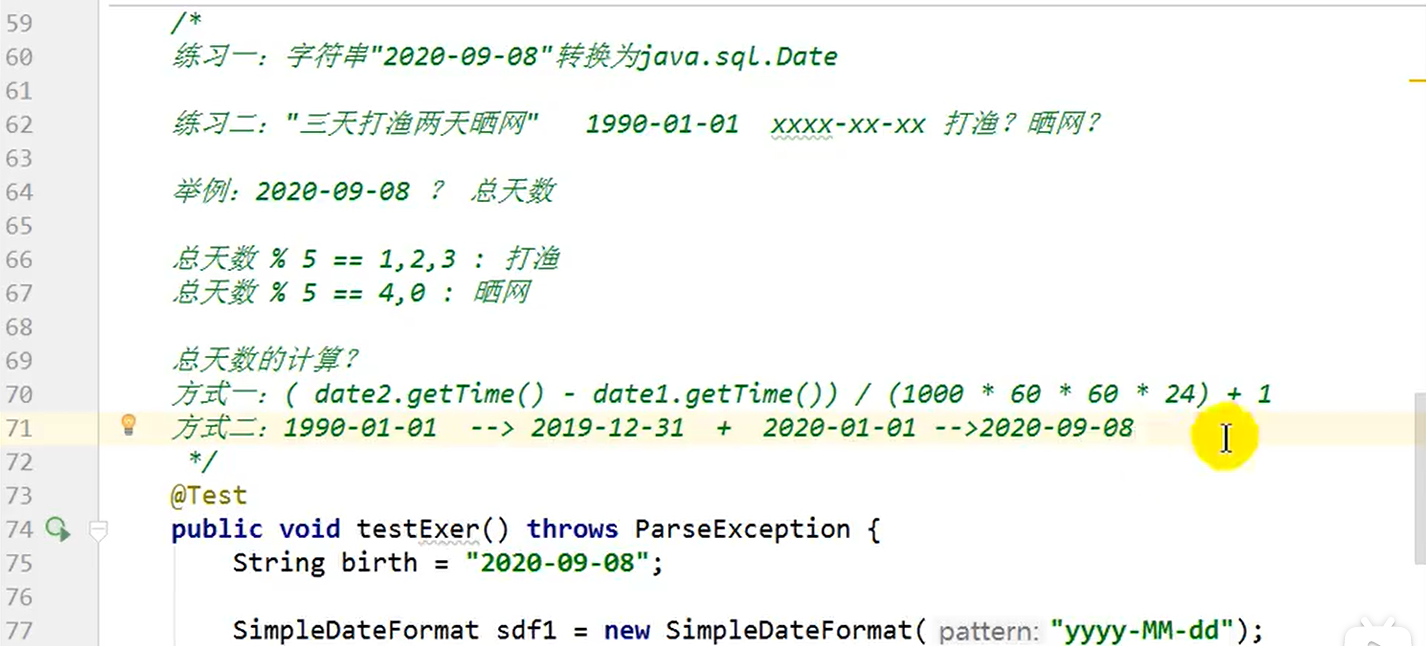 59 /*
60 练习一：字符串"2020-09-08"转换为java.sql.Date
61
62 练习二："三天打渔两天晒网"   1990-01-01  xxxx-xx-xx 打渔？晒网？
63
64 举例：2020-09-08 ？ 总天数
65
66 总天数 % 5 == 1,2,3 : 打渔
67 总天数 % 5 == 4,0 : 晒网
68
69 总天数的计算？
70 方式一：( date2.getTime() - date1.getTime()) / (1000 * 60 * 60 * 24) + 1
71 方式二：1990-01-01  --> 2019-12-31  +  2020-01-01 -->2020-09-08
72 */
73 @Test
74 public void testExer() throws ParseException {
75 String birth = "2020-09-08";
76
77 SimpleDateFormat sdf1 = new SimpleDateFormat( pattern: "yyyy-MM-dd");